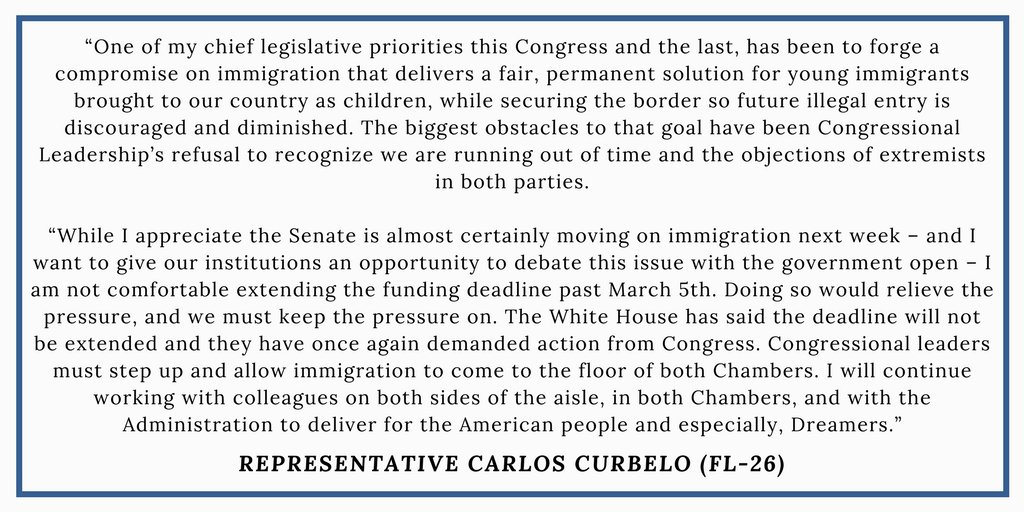 “One of my chief legislative priorities this Congress and the last, has been to forge a
compromise on immigration that delivers a fair, permanent solution for young immigrants
brought to our country as children, while securing the border so future illegal entry is
discouraged and diminished. The biggest obstacles to that goal have been Congressional
Leadership’s refusal to recognize we are running out of time and the objections of extremists
in both parties.
“While I appreciate the Senate is almost certainly moving on immigration next week – and I
want to give our institutions an opportunity to debate this issue with the government open – I
am not comfortable extending the funding deadline past March 5th. Doing so would relieve the
pressure, and we must keep the pressure on. The White House has said the deadline will not
be extended and they have once again demanded action from Congress. Congressional leaders
must step up and allow immigration to come to the floor of both Chambers. I will continue
working with colleagues on both sides of the aisle, in both Chambers, and with the
Administration to deliver for the American people and especially, Dreamers.”
REPRESENTATIVE CARLOS CURBELO (FL-26)